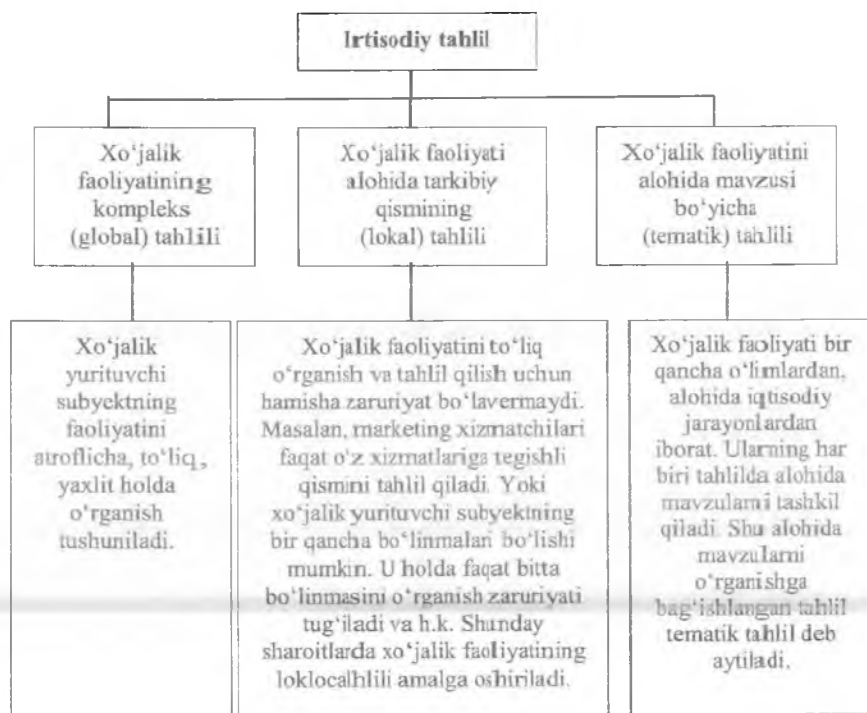 Irtisodiy tahlil
Xo‘jalik
faoliyatining
kompleks
(global) tahlili
Xo‘jalik faoliyati
alohida tarkibiy
qismining
(lokal) tahlili
Xo‘jalik faoliyatini
alohida mavzusi
bo‘yicha
(tematik) tahlili
Xo‘jalik
yurituvchi
subyektning
faoliyatini
atroflicha, to‘liq,
yaxlit holda
o‘rganish
tushuniladi.
Xo‘jalik faoliyatini to‘liq
o‘rganish va tahlil qilish uchun
hamisha zaruriyat bo‘lavermaydi.
Masalan, marketing xizmatchilari
faqat o‘z xizmatlariga tegishli
qismini tahlil qiladi. Yoki
xo‘jalik yurituvchi subyektning
bir qancha bo‘linmalari bo‘lishi
mumkin. U holda faqat bitta
bo‘linmasini o‘rganish zaruriyati
tug‘iladi va h.k. Shunday
sharoitlarda xo‘jalik faoliyatining
loklocalhlili amalga oshiriladi.
Xo‘jalik faoliyati bir
qancha o‘limlardan,
alohida iqtisodiy
jarayonlardan
iborat. Ularning har
biri tahlilda alohida
mavzularni tashkil
qiladi. Shu alohida
mavzularni
o‘rganishga
bag‘ishlangan tahlil
tematik tahlil deb
aytiladi.